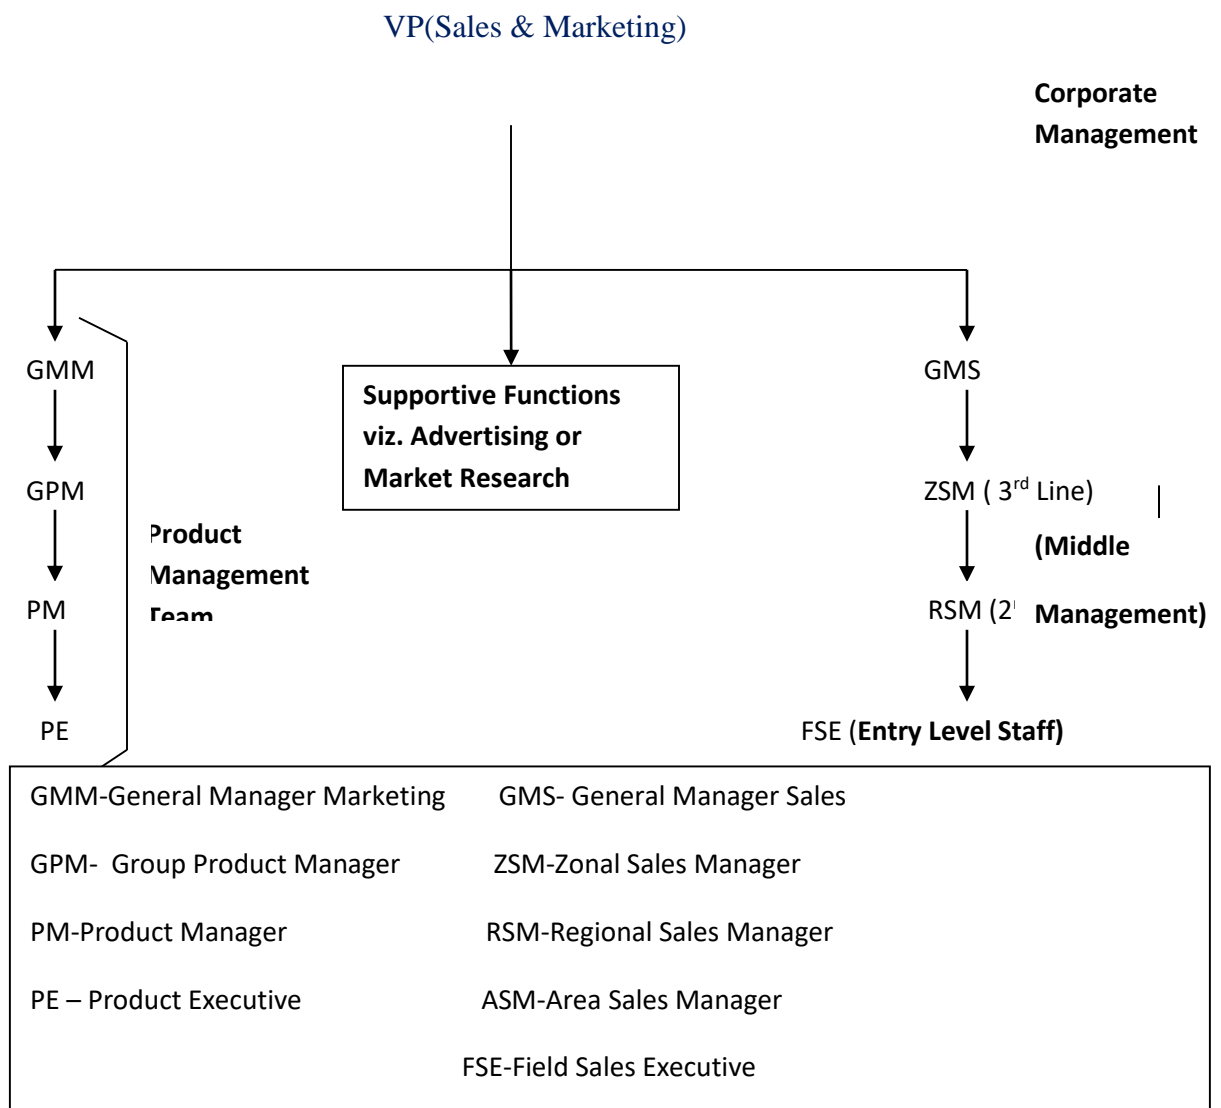 VP(Sales & Marketing)
Corporate
Management
GMM
GMS
Supportive Functions
viz. Advertising or
Market Research
GPM
ZSM ( 3rd Line)
Product
Management
Team
(Middle
Management)
PM
RSM (2
PE
FSE (Entry Level Staff)
GMM-General Manager Marketing GMS- General Manager Sales
GPM- Group Product Manager ZSM-Zonal Sales Manager
PM-Product Manager RSM-Regional Sales Manager
PE – Product Executive ASM-Area Sales Manager
FSE-Field Sales Executive